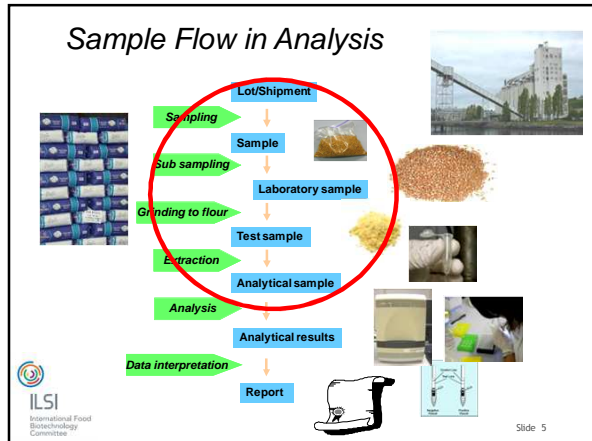 Sample Flow in Analysis
Lot/Shipment
Sampling
Sample
Sub sampling
Laboratory sample
Grinding to flour
Test sample
Extraction
Analytical sample
Analysis
Analytical results
Data interpretation
Report
ILSI
International Food
Biotechnology
Committee
Slide 5